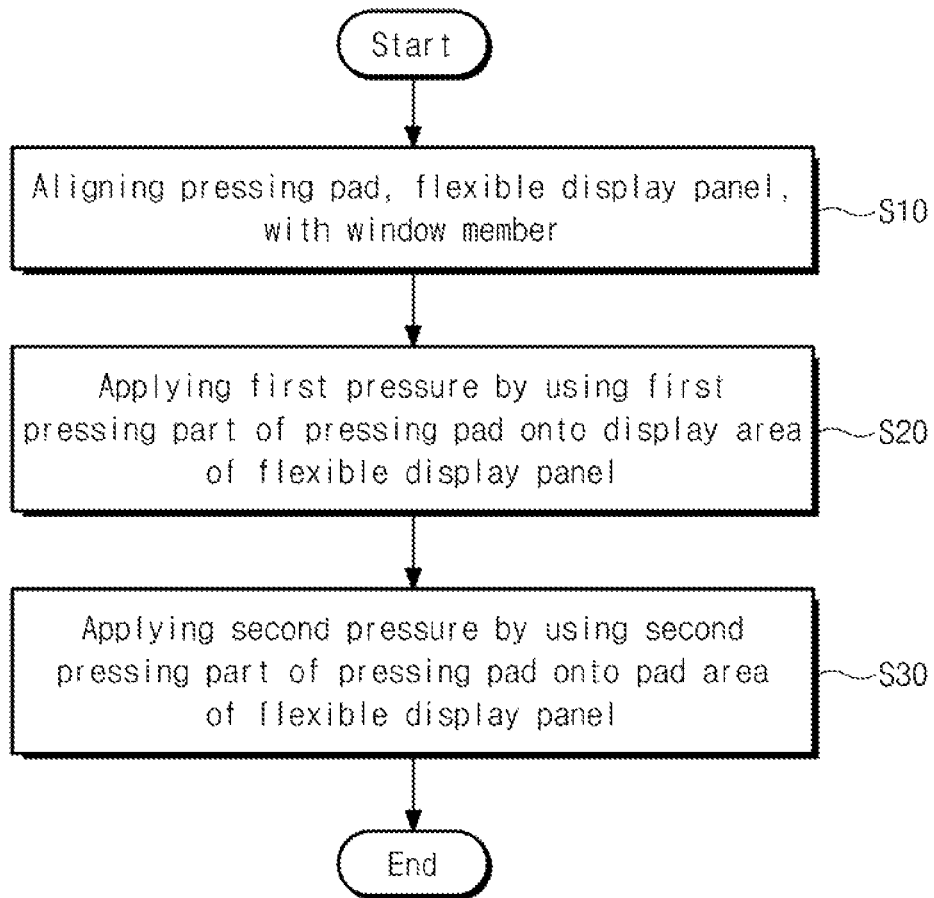 Start
Aligning pressing pad, flexible display panel,
with window member
S10
Applying first pressure by using first
pressing part of pressing pad onto display area
of flexible display panel
S20
Applying second pressure by using second
pressing part of pressing pad onto pad area
of flexible display panel
S30
End